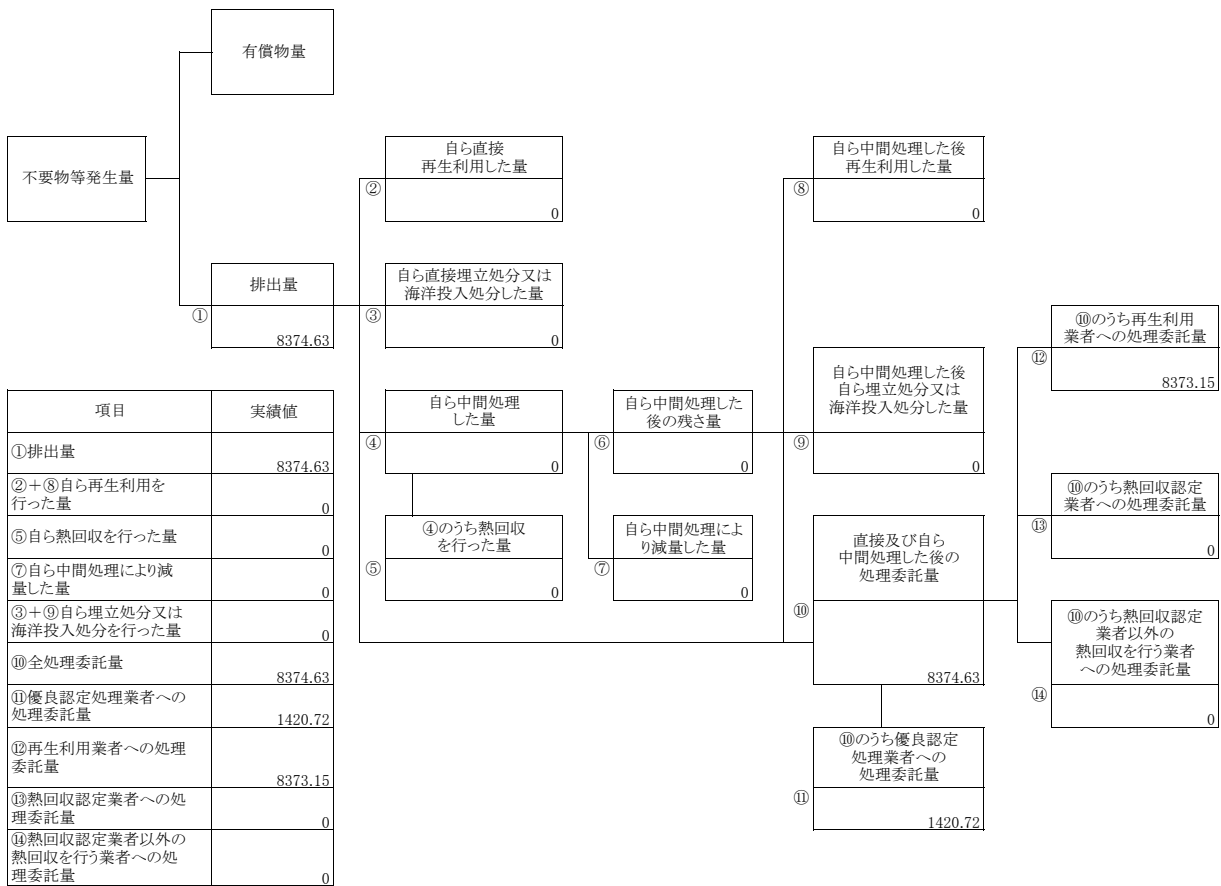 有償物量
不要物等発生量
自ら直接
再生利用した量
②
0
自ら中間処理した後
再生利用した量
⑧
0
排出量
①
8374.63
自ら直接埋立処分又は
海洋投入処分した量
③
0
⑩のうち再生利用
業者への処理委託量
⑫
8373.15
自ら中間処理
した量
④
0
自ら中間処理した
後の残さ量
⑥
0
自ら中間処理した後
自ら埋立処分又は
海洋投入処分した量
⑨
0
⑩のうち熱回収認定
業者への処理委託量
⑬
0
④のうち熱回収
を行った量
⑤
0
自ら中間処理によ
り減量した量
⑦
0
直接及び自ら
中間処理した後の
処理委託量
⑩
8374.63
⑩のうち熱回収認定
業者以外の
熱回収を行う業者
への処理委託量
⑭
0
⑩のうち優良認定
処理業者への
処理委託量
⑪
1420.72
項目 実績値
①排出量
8374.63
②+⑧自ら再生利用を
行った量
0
⑤自ら熱回収を行った量
0
⑦自ら中間処理により減
量した量
0
③+⑨自ら埋立処分又は
海洋投入処分を行った量
0
⑩全処理委託量
8374.63
⑪優良認定処理業者への
処理委託量
1420.72
⑫再生利用業者への処理
委託量
8373.15
⑬熱回収認定業者への処
理委託量
0
⑭熱回収認定業者以外の
熱回収を行う業者への処
理委託量
0